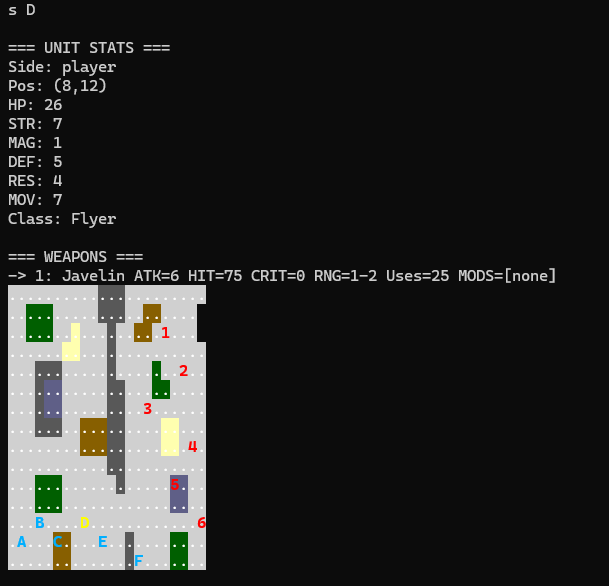 s D
=== UNIT STATS ===
Side: player
Pos: (8,12)
HP: 26
STR: 7
MAG: 1
DEF: 5
RES: 4
MOV: 7
Class: Flyer
=== WEAPONS ===
-> 1: Javelin ATK=6 HIT=75 CRIT=0 RNG=1-2 Uses=25 MODS=[none]
......................
.....................
.................1...
......................
...................2..
......................
...............3......
......................
....................4.
......................
..................5...
......................
...B....D............6
.A...C....E...........
..............F.......